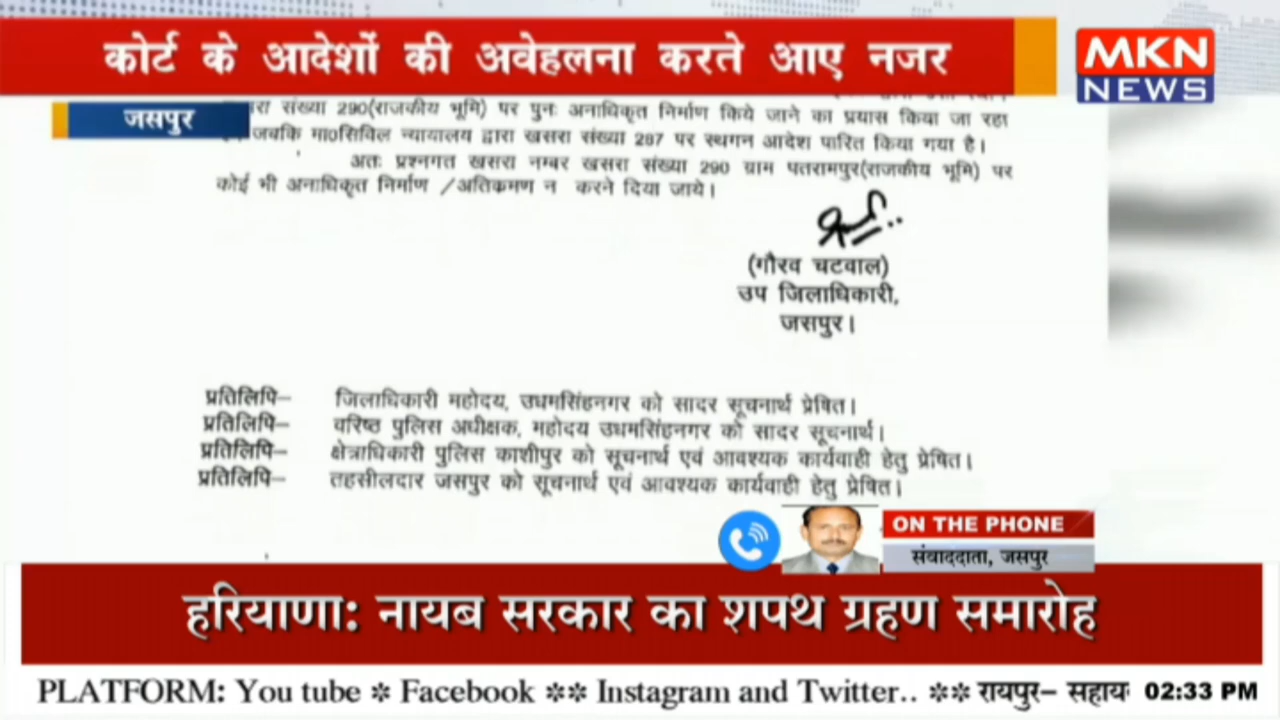 कोर्ट के आदेशों की अवेहलना करते आए नजर
MKN
NEWS
जसपुर
रा संख्या 290(राजकीय भूमि) पर पुनः अनाधिकृत निर्माण किये जाने का प्रयास किया जा रहा
जबकि मा0सिविल न्यायालय द्वारा खसरा संख्या 287 पर स्थगन आदेश पारित किया गया है।
अतः प्रश्नगत खसरा नम्बर खसरा संख्या 290 ग्राम पतरामपुर(राजकीय भूमि) पर
कोई भी अनाधिकृत निर्माण /अतिकमण न करने दिया जाये।
(गौरव चटवाल)
उप जिलाधिकारी,
जसपुर।
प्रतिलिपि– जिलाधिकारी महोदय, उधमसिंहनगर को सादर सूचनार्थ प्रेषित।
प्रतिलिपि– वरिष्ठ पुलिस अधीक्षक, महोदय उधमसिंहनगर को सादर सूचनार्थ।
प्रतिलिपि– क्षेत्राधिकारी पुलिस काशीपुर को सूचनार्थ एवं आवश्यक कार्यवाही हेतु प्रेषित।
प्रतिलिपि– तहसीलदार जसपुर को सूचनार्थ एवं आवश्यक कार्यवाही हेतु प्रेषित।
ON THE PHONE
संवाददाता, जसपुर
हरियाणा: नायब सरकार का शपथ ग्रहण समारोह
PLATFORM: You tube ✻ Facebook ✻✻ Instagram and Twitter.. ✻✻ रायपुर– सहाय 02:33 PM